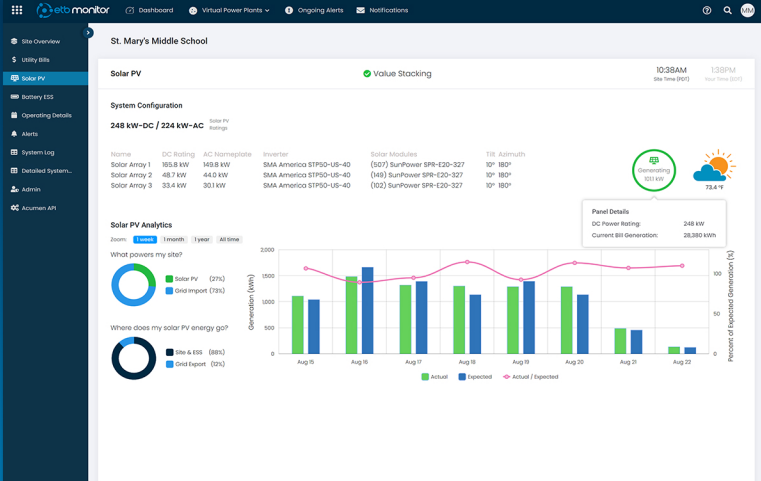 etb monitor
Dashboard
Virtual Power Plants
Ongoing Alerts
Notifications
MM
Site Overview
Utility Bills
Solar PV
Battery ESS
Operating Details
Alerts
System Log
Detailed System...
Admin
Acumen API
St. Mary's Middle School
Solar PV
Value Stacking
10:38AM
Site Time (PDT)
1:38PM
Your Time (EDT)
System Configuration
248 kW-DC / 224 kW-AC
Solar PV
Ratings
Name DC Rating AC Nameplate Inverter Solar Modules Tilt Azimuth
Solar Array 1 165.8 kW 149.8 kW SMA America STP50-US-40 (507) SunPower SPR-E20-327 10° 180°
Solar Array 2 48.7 kW 44.0 kW SMA America STP50-US-40 (149) SunPower SPR-E20-327 10° 180°
Solar Array 3 33.4 kW 30.1 kW SMA America STP50-US-40 (102) SunPower SPR-E20-327 10° 180°
Generating
101.1 kW
73.4 °F
Panel Details
DC Power Rating: 248 kW
Current Bill Generation: 28,380 kWh
Solar PV Analytics
Zoom: 1 week 1 month 1 year All time
What powers my site?
Solar PV (27%)
Grid Import (73%)
Where does my solar PV energy go?
Site & ESS (88%)
Grid Export (12%)
Generation (kWh)
2,000
1500
1000
500
0
Aug 15 Aug 16 Aug 17 Aug 18 Aug 19 Aug 20 Aug 21 Aug 23
100
50
0
Percent of Expected Generation (%)
Actual Expected Actual / Expected